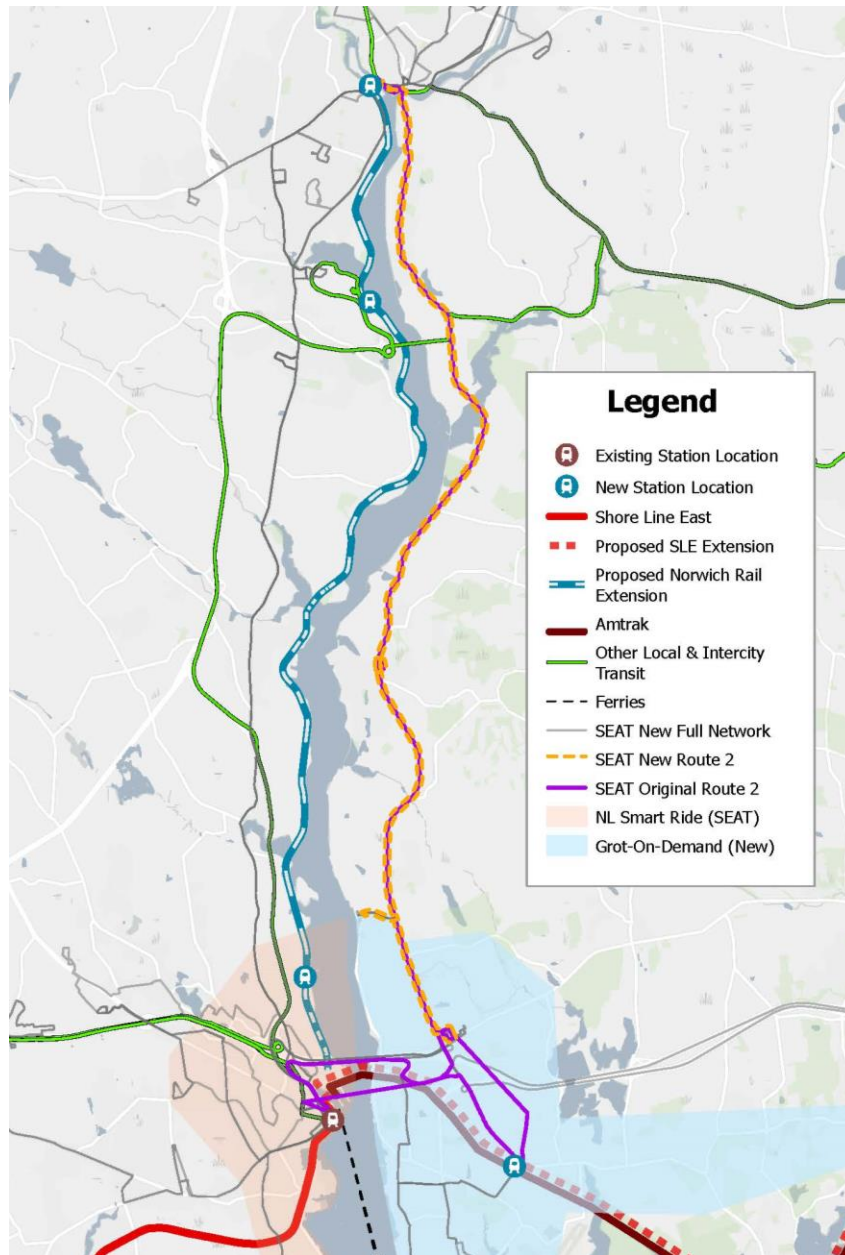 Legend
Existing Station Location
New Station Location
Shore Line East
Proposed SLE Extension
Proposed Norwich Rail
Extension
Amtrak
Other Local & Intercity
Transit
Ferries
SEAT New Full Network
SEAT New Route 2
SEAT Original Route 2
NL Smart Ride (SEAT)
Grot-On-Demand (New)